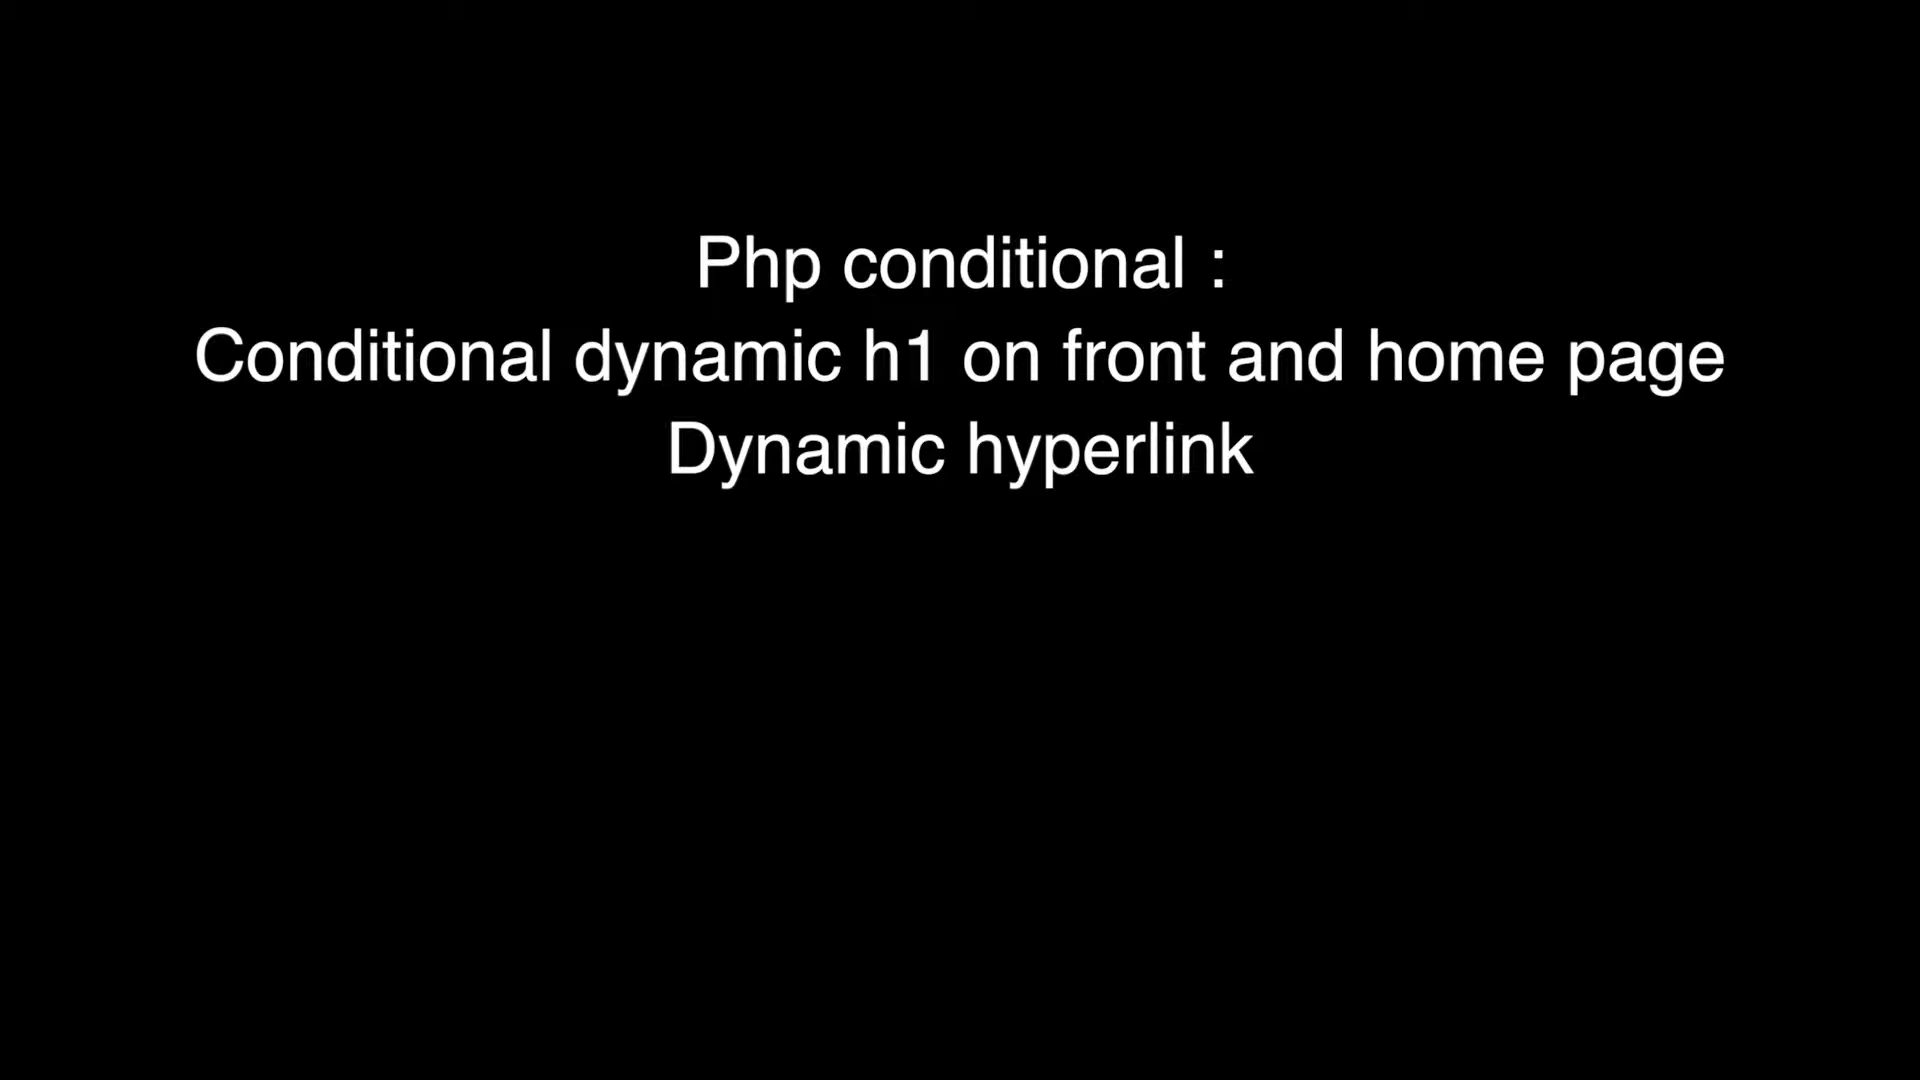 Php conditional :
Conditional dynamic h1 on front and home page
Dynamic hyperlink